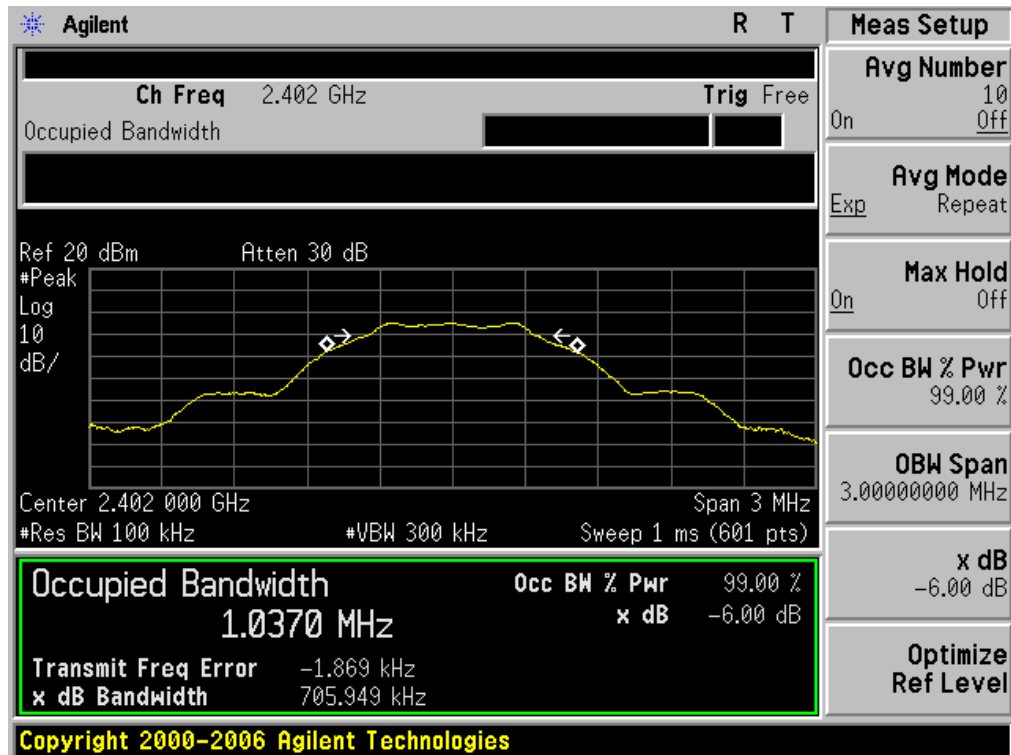 Agilent R T
Ch Freq 2.402 GHz Trig Free
Occupied Bandwidth
Ref 20 dBm Atten 30 dB
#Peak
Log
10
dB/
Center 2.402 000 GHz Span 3 MHz
#Res BW 100 kHz #VBW 300 kHz Sweep 1 ms (601 pts)
Occupied Bandwidth Occ BW % Pwr 99.00 %
1.0370 MHz x dB -6.00 dB
Transmit Freq Error -1.869 kHz
x dB Bandwidth 705.949 kHz
Copyright 2000-2006 Agilent Technologies
Meas Setup
Avg Number
10
On Off
Avg Mode
Exp Repeat
Max Hold
On Off
Occ BW % Pwr
99.00 %
OBW Span
3.00000000 MHz
x dB
-6.00 dB
Optimize
Ref Level